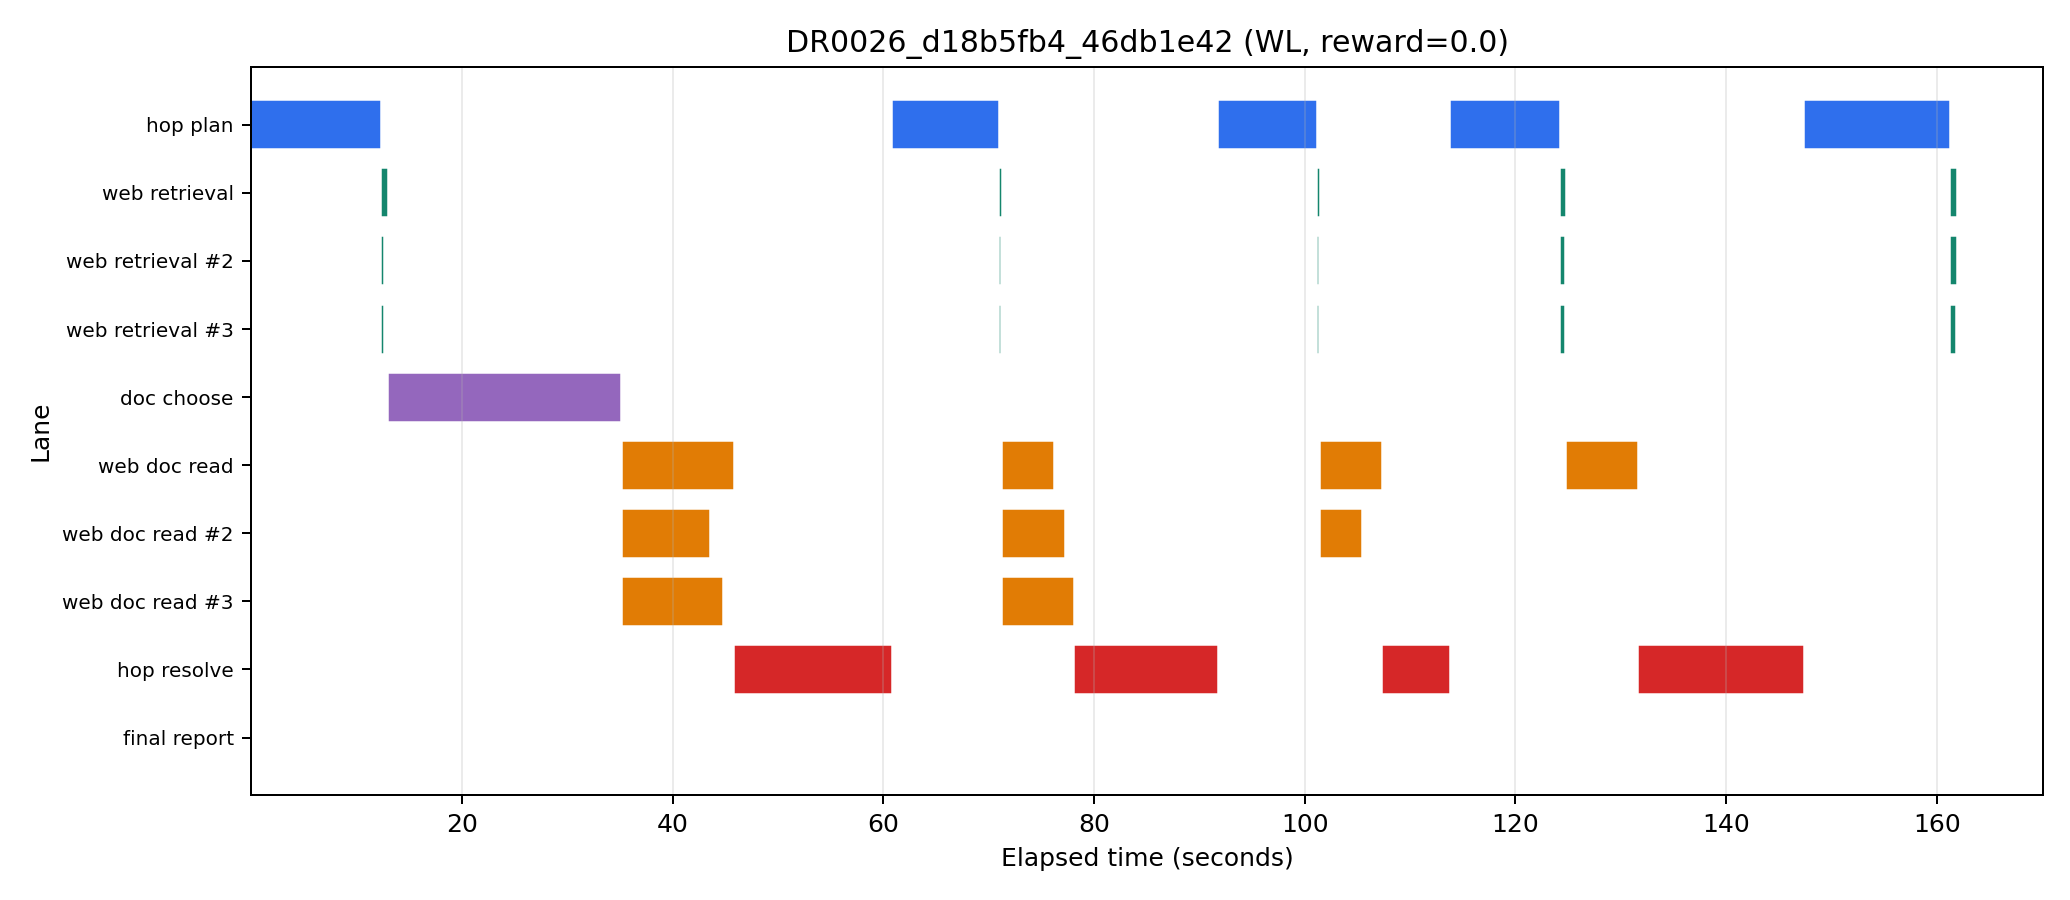 DR0026_d18b5fb4_46db1e42 (WL, reward=0.0)
hop plan
web retrieval
web retrieval #2
web retrieval #3
doc choose
web doc read
web doc read #2
web doc read #3
hop resolve
final report
Lane
20 40 60 80 100 120 140 160
Elapsed time (seconds)